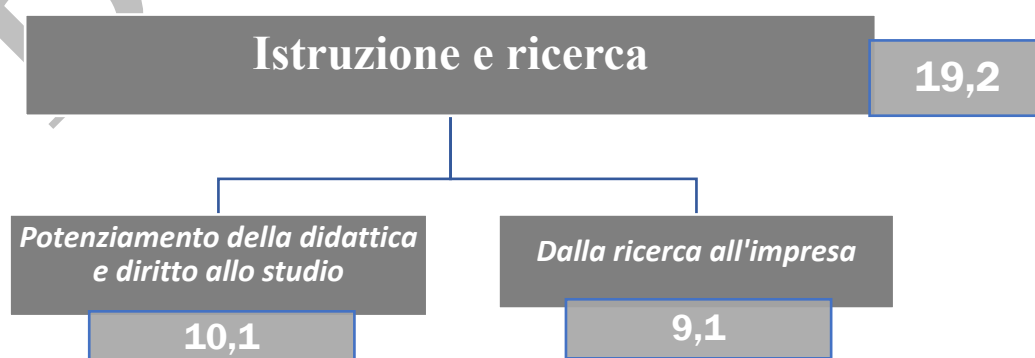 Istruzione e ricerca
19,2
Potenziamento della didattica
e diritto allo studio
10,1
Dalla ricerca all'impresa
9,1